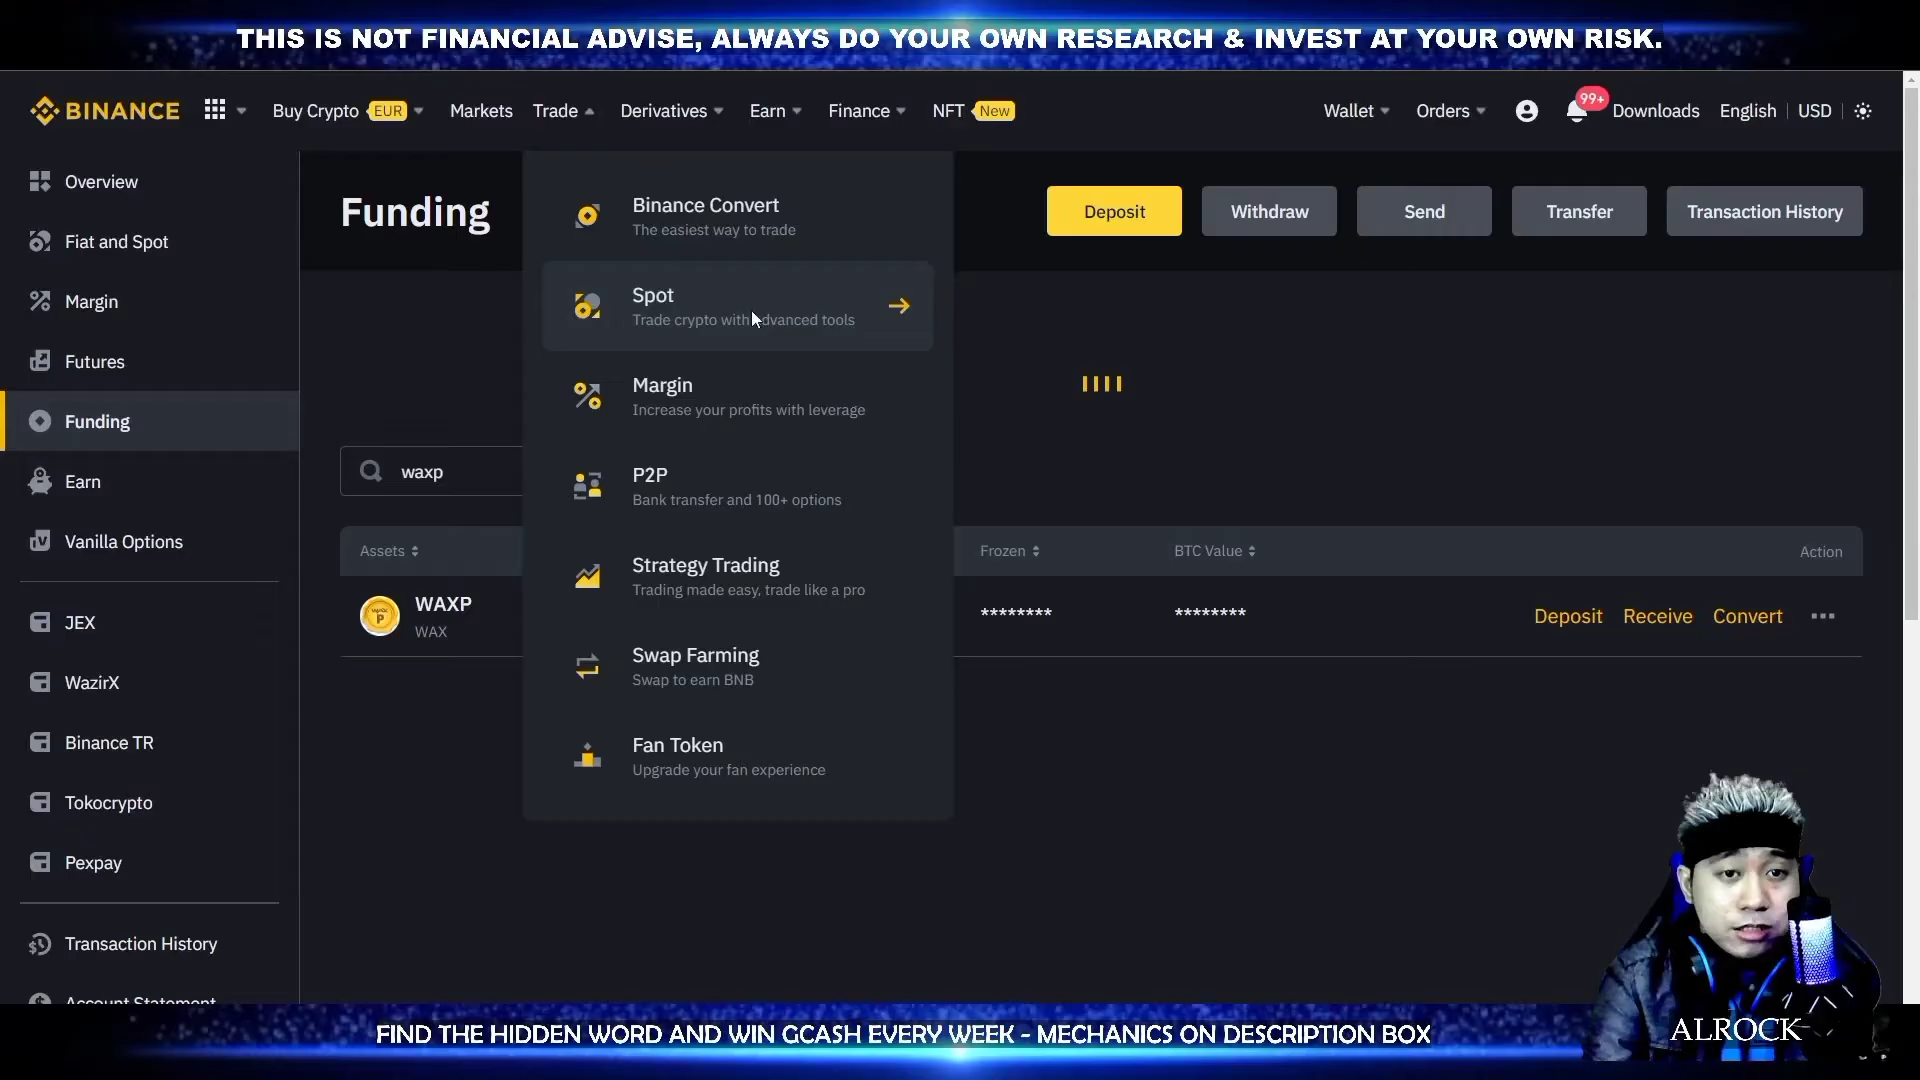 THIS IS NOT FINANCIAL ADVISE, ALWAYS DO YOUR OWN RESEARCH & INVEST AT YOUR OWN RISK.
BINANCE Buy Crypto EUR Markets Trade Derivatives Earn Finance NFT New Wallet Orders 99+ Downloads English USD
Overview
Fiat and Spot
Margin
Futures
Funding
Earn
Vanilla Options
JEX
WazirX
Binance TR
Tokocrypto
Pexpay
Transaction History
Account Statement
Funding
Deposit Withdraw Send Transfer Transaction History
Binance Convert
The easiest way to trade
Spot
Trade crypto with advanced tools
Margin
Increase your profits with leverage
P2P
Bank transfer and 100+ options
Strategy Trading
Trading made easy, trade like a pro
Swap Farming
Swap to earn BNB
Fan Token
Upgrade your fan experience
waxp
Assets Frozen BTC Value Action
WAXP ******** ******** Deposit Receive Convert
WAX
ALROCK
FIND THE HIDDEN WORD AND WIN GCASH EVERY WEEK - MECHANICS ON DESCRIPTION BOX